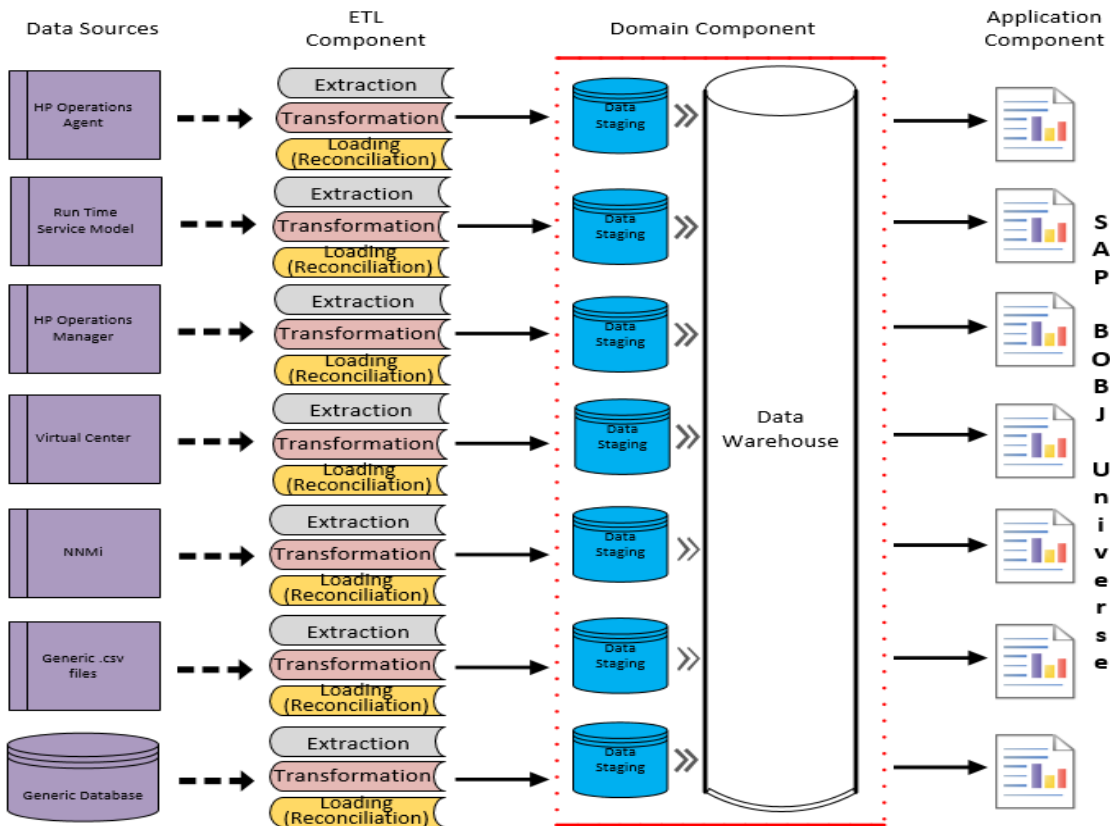 Data Sources
ETL
Component
Domain Component
Application
Component
HP Operations
Agent
Extraction
Transformation
Loading
(Reconciliation)
Data
Staging
Run Time
Service Model
Extraction
Transformation
Loading
(Reconciliation)
Data
Staging
HP Operations
Manager
Extraction
Transformation
Loading
(Reconciliation)
Data
Staging
Virtual Center
Extraction
Transformation
Loading
(Reconciliation)
Data
Staging
NNMi
Extraction
Transformation
Loading
(Reconciliation)
Data
Staging
Generic .csv
files
Extraction
Transformation
Loading
(Reconciliation)
Data
Staging
Generic Database
Extraction
Transformation
Loading
(Reconciliation)
Data
Staging
Data
Warehouse
SAP BOBJ Universe